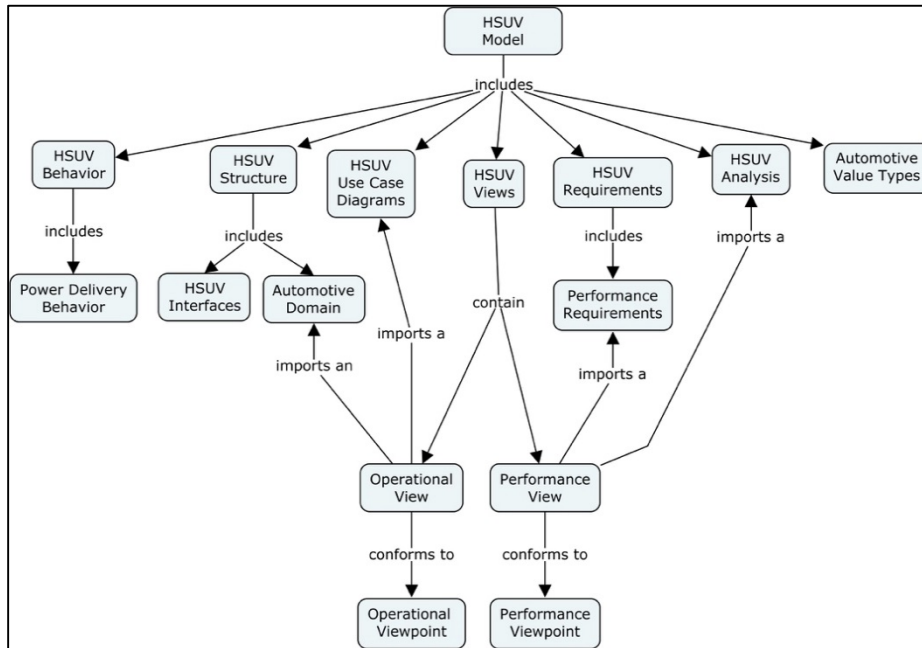 HSUV
Model
includes
HSUV
Behavior
HSUV
Structure
HSUV
Use Case
Diagrams
HSUV
Views
HSUV
Requirements
HSUV
Analysis
Automotive
Value Types
includes
includes
includes
imports a
Power Delivery
Behavior
HSUV
Interfaces
Automotive
Domain
contain
Performance
Requirements
imports an
imports a
imports a
Operational
View
Performance
View
conforms to
conforms to
Operational
Viewpoint
Performance
Viewpoint